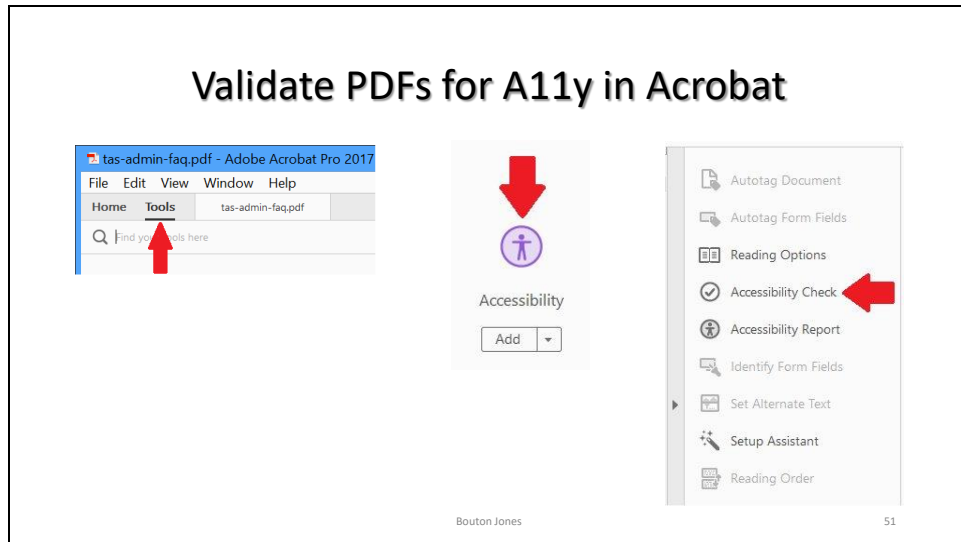 Validate PDFs for A11y in Acrobat
tas-admin-faq.pdf - Adobe Acrobat Pro 2017
File Edit View Window Help
Home Tools tas-admin-faq.pdf
Find your tools here
Accessibility
Add
Autotag Document
Autotag Form Fields
Reading Options
Accessibility Check
Accessibility Report
Identify Form Fields
Set Alternate Text
Setup Assistant
Reading Order
Bouton Jones
51